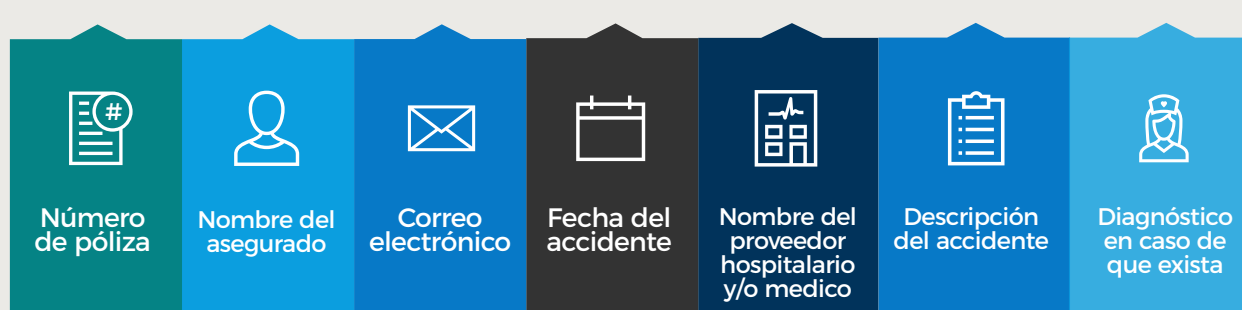 #
Número
de póliza
Nombre del
asegurado
Correo
electrónico
Fecha del
accidente
Nombre del
proveedor
hospitalario
y/o medico
Descripción
del accidente
Diagnóstico
en caso de
que exista